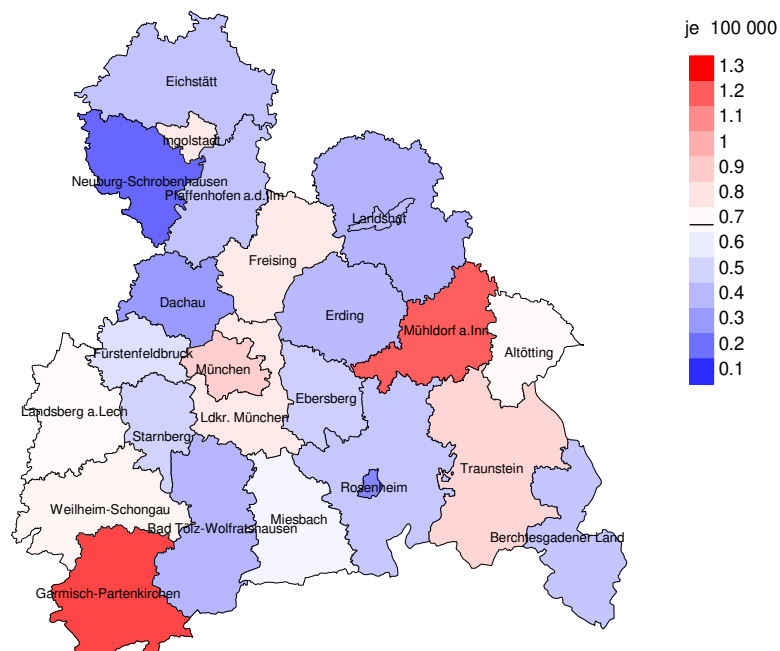 je 100 000
1.3
1.2
1.1
1
0.9
0.8
0.7
0.6
0.5
0.4
0.3
0.2
0.1
Eichstätt
Ingolstadt
Neuburg-Schrobenhausen
Pfaffenhofen a.d.Ilm
Landshut
Freising
Dachau
Erding
Mühldorf a.Inn
Altötting
Fürstenfeldbruck
München
Ebersberg
Landsberg a.Lech
Ldkr. München
Starnberg
Traunstein
Rosenheim
Weilheim-Schongau
Miesbach
Bad Tölz-Wolfratshausen
Berchtesgadener Land
Garmisch-Partenkirchen